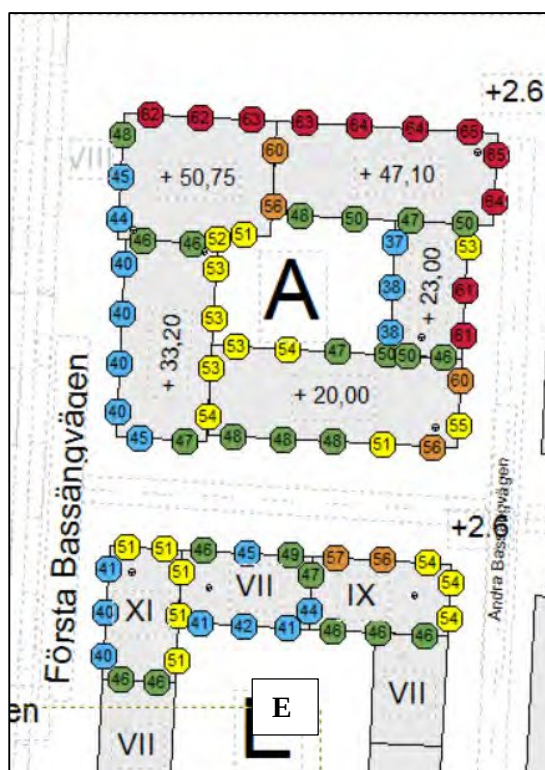 +2.6
62 62 63 63 64 64 65
48 60 65
VIII
45 + 50,75 + 47,10
44 56 48 50 47 50 64
46 46 52 51 37 53
40 53
A
38 + 23,00 61
40 53
38 61
53 54 47 50 50 46
40 + 33,20 53 60
+ 20,00
40 54 55
45 47 48 48 48 51 56
Första Bassängvägen
Andra Bassängvägen
+2.
51 51 46 45 49 57 56 54
41 51 VII 47 54
40 XI 51 41 42 41 44 IX 54
40 51 46 46 46
46 46
VII
en
E
VII